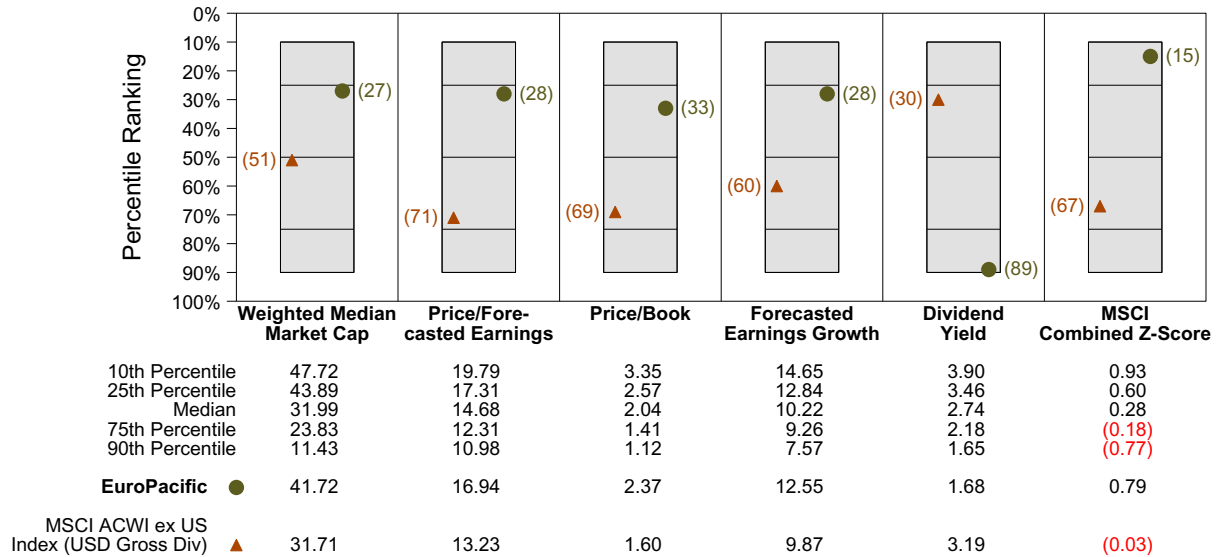 Percentile Ranking
0%
10%
20%
30%
40%
50%
60%
70%
80%
90%
100%
(27)
(51)
(28)
(71)
(33)
(69)
(28)
(60)
(30)
(89)
(15)
(67)
Weighted Median
Market Cap
Price/Fore-
casted Earnings
Price/Book
Forecasted
Earnings Growth
Dividend
Yield
MSCI
Combined Z-Score
10th Percentile 47.72 19.79 3.35 14.65 3.90 0.93
25th Percentile 43.89 17.31 2.57 12.84 3.46 0.60
Median 31.99 14.68 2.04 10.22 2.74 0.28
75th Percentile 23.83 12.31 1.41 9.26 2.18 (0.18)
90th Percentile 11.43 10.98 1.12 7.57 1.65 (0.77)
EuroPacific 41.72 16.94 2.37 12.55 1.68 0.79
MSCI ACWI ex US
Index (USD Gross Div) 31.71 13.23 1.60 9.87 3.19 (0.03)